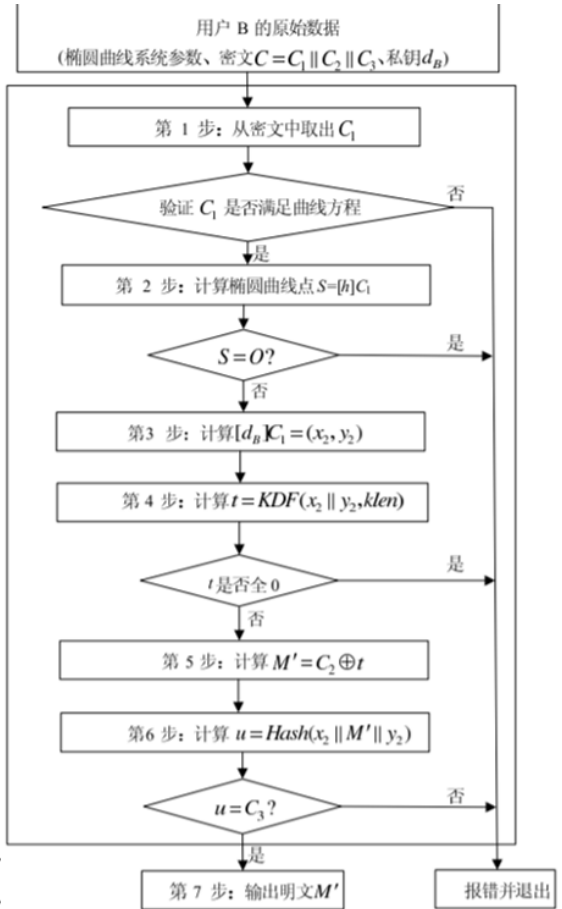 用户 B 的原始数据
(椭圆曲线系统参数、密文C=C₁||C₂||C₃、私钥d_B)
第 1 步：从密文中取出C₁
验证 C₁ 是否满足曲线方程
否
是
第 2 步：计算椭圆曲线点 S=[h]C₁
S=O?
是
否
第3 步：计算[d_B]C₁=(x₂,y₂)
第 4 步：计算t=KDF(x₂||y₂,klen)
t是否全 0
是
否
第 5 步：计算M′=C₂⊕t
第6 步：计算 u=Hash(x₂||M′||y₂)
u=C₃?
否
是
第 7 步：输出明文M′
报错并退出